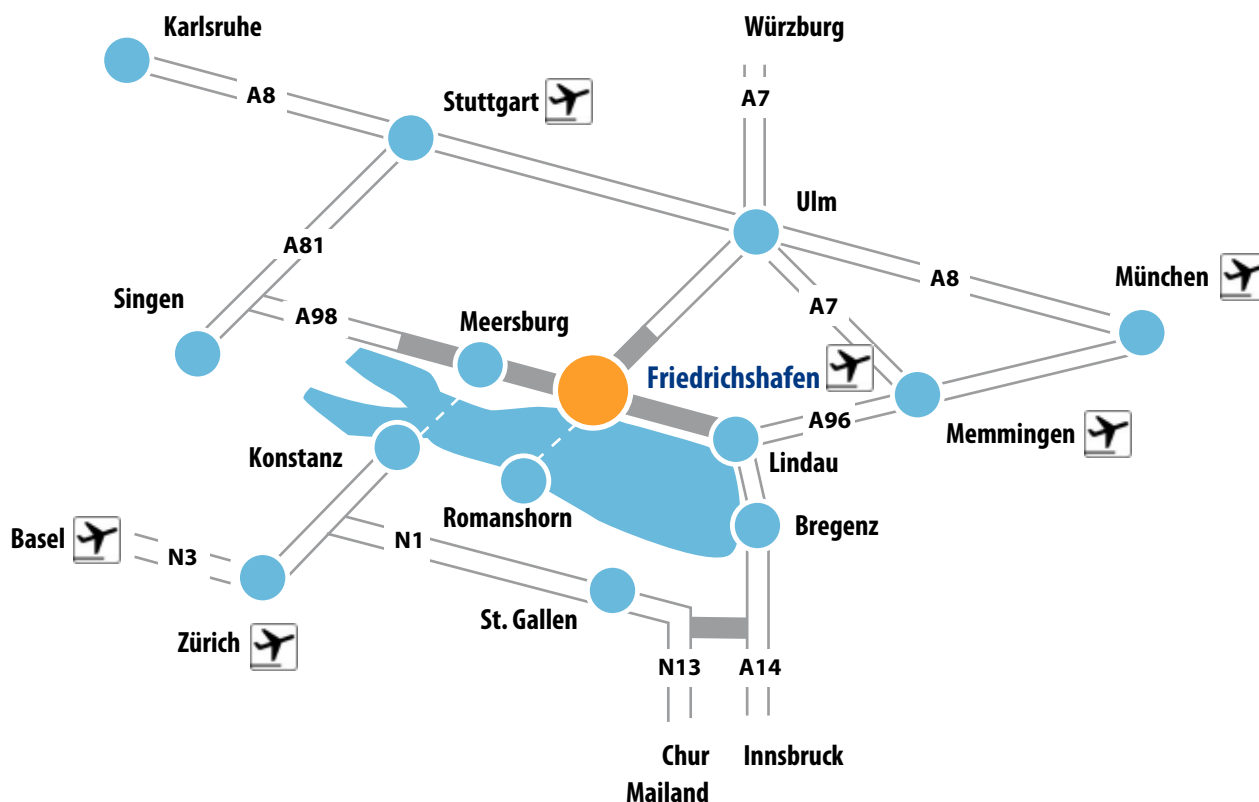 Karlsruhe
Würzburg
A8
Stuttgart
A7
Ulm
A81
A8
München
Singen
A98
Meersburg
A7
Friedrichshafen
A96
Memmingen
Konstanz
Lindau
Romanshorn
Bregenz
Basel
N3
N1
St. Gallen
Zürich
N13
A14
Chur
Innsbruck
Mailand